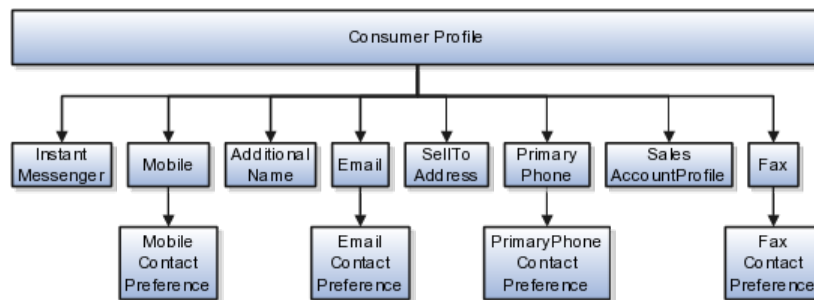 Consumer Profile
Instant
Messenger
Mobile
Additional
Name
Email
SellTo
Address
Primary
Phone
Sales
AccountProfile
Fax
Mobile
Contact
Preference
Email
Contact
Preference
PrimaryPhone
Contact
Preference
Fax
Contact
Preference